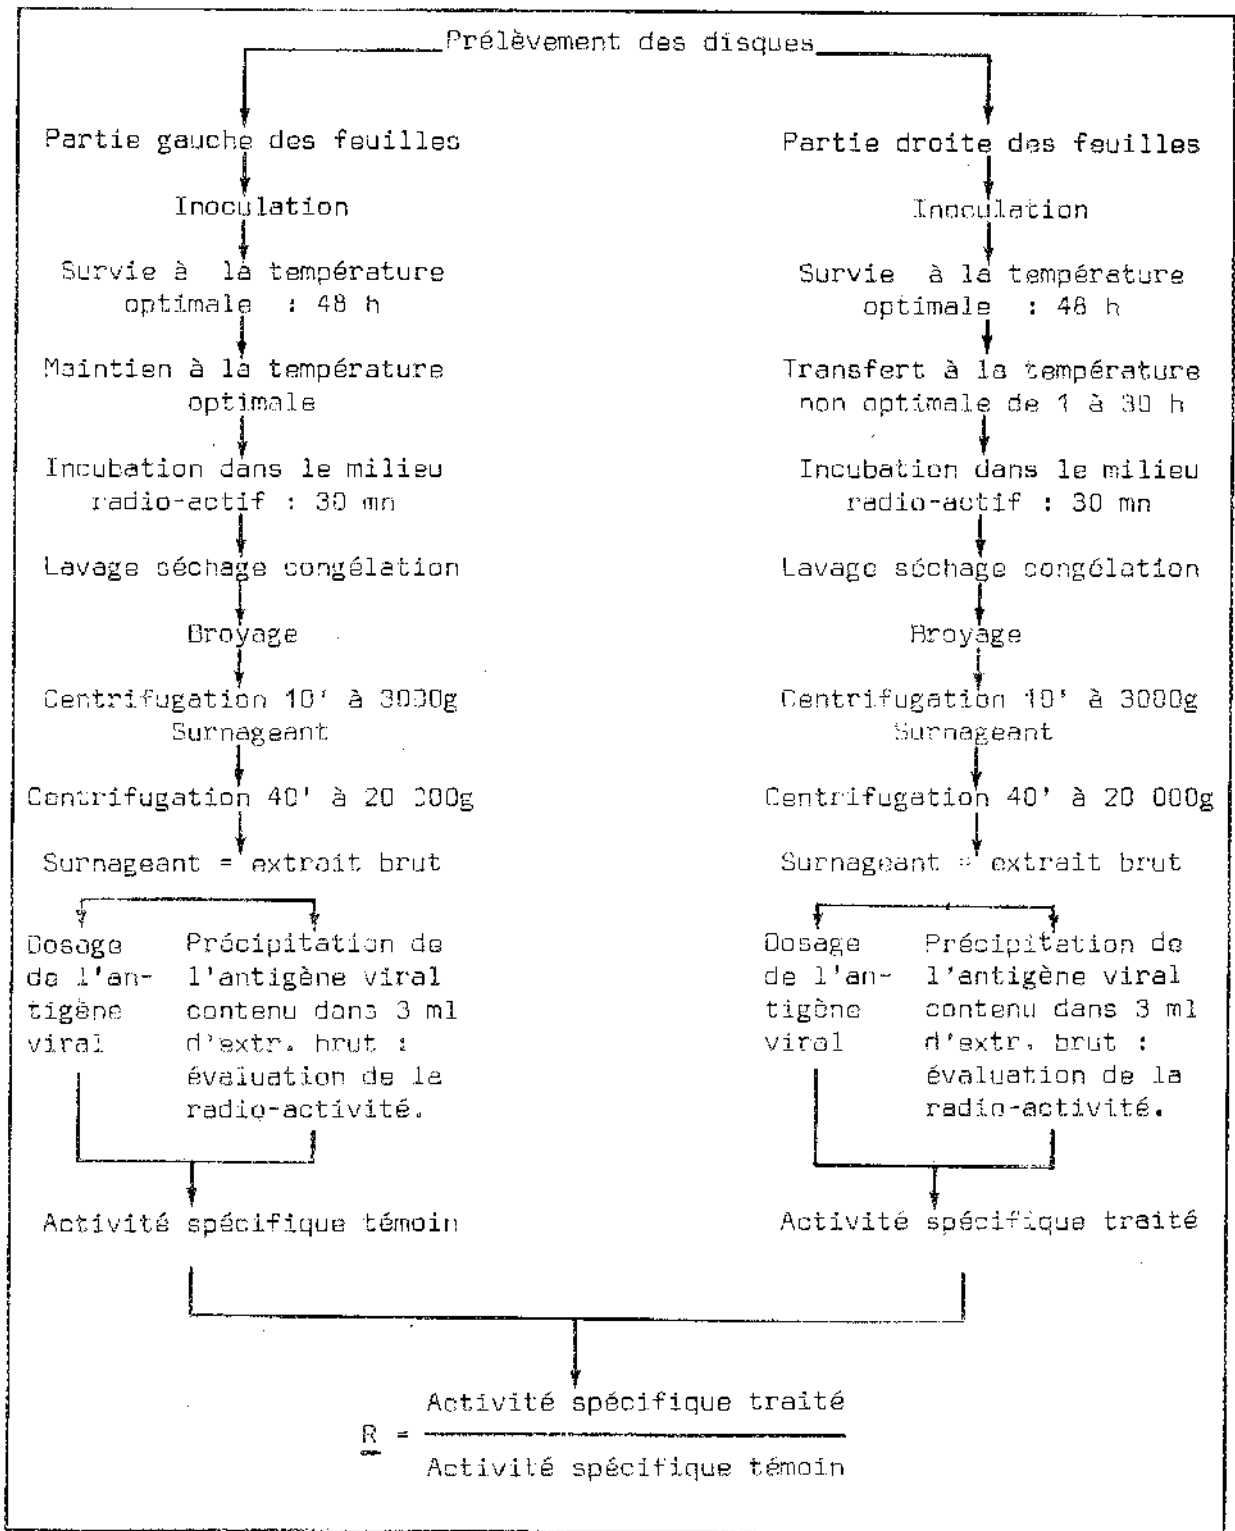 Prélèvement des disques
Partie gauche des feuilles
Inoculation
Survie à la température
optimale : 48 h
Maintien à la température
optimale
Incubation dans le milieu
radio-actif : 30 mn
Lavage séchage congélation
Broyage
Centrifugation 10' à 3000g
Surnageant
Centrifugation 40' à 20 000g
Surnageant = extrait brut
Dosage
de l'an-
tigène
viral
Précipitation de
l'antigène viral
contenu dans 3 ml
d'extr. brut :
évaluation de la
radio-activité.
Activité spécifique témoin
Partie droite des feuilles
Inoculation
Survie à la température
optimale : 48 h
Transfert à la température
non optimale de 1 à 30 h
Incubation dans le milieu
radio-actif : 30 mn
Lavage séchage congélation
Broyage
Centrifugation 10' à 3000g
Surnageant
Centrifugation 40' à 20 000g
Surnageant = extrait brut
Dosage
de l'an-
tigène
viral
Précipitation de
l'antigène viral
contenu dans 3 ml
d'extr. brut :
évaluation de la
radio-activité.
Activité spécifique traité
Activité spécifique traité
R =
Activité spécifique témoin